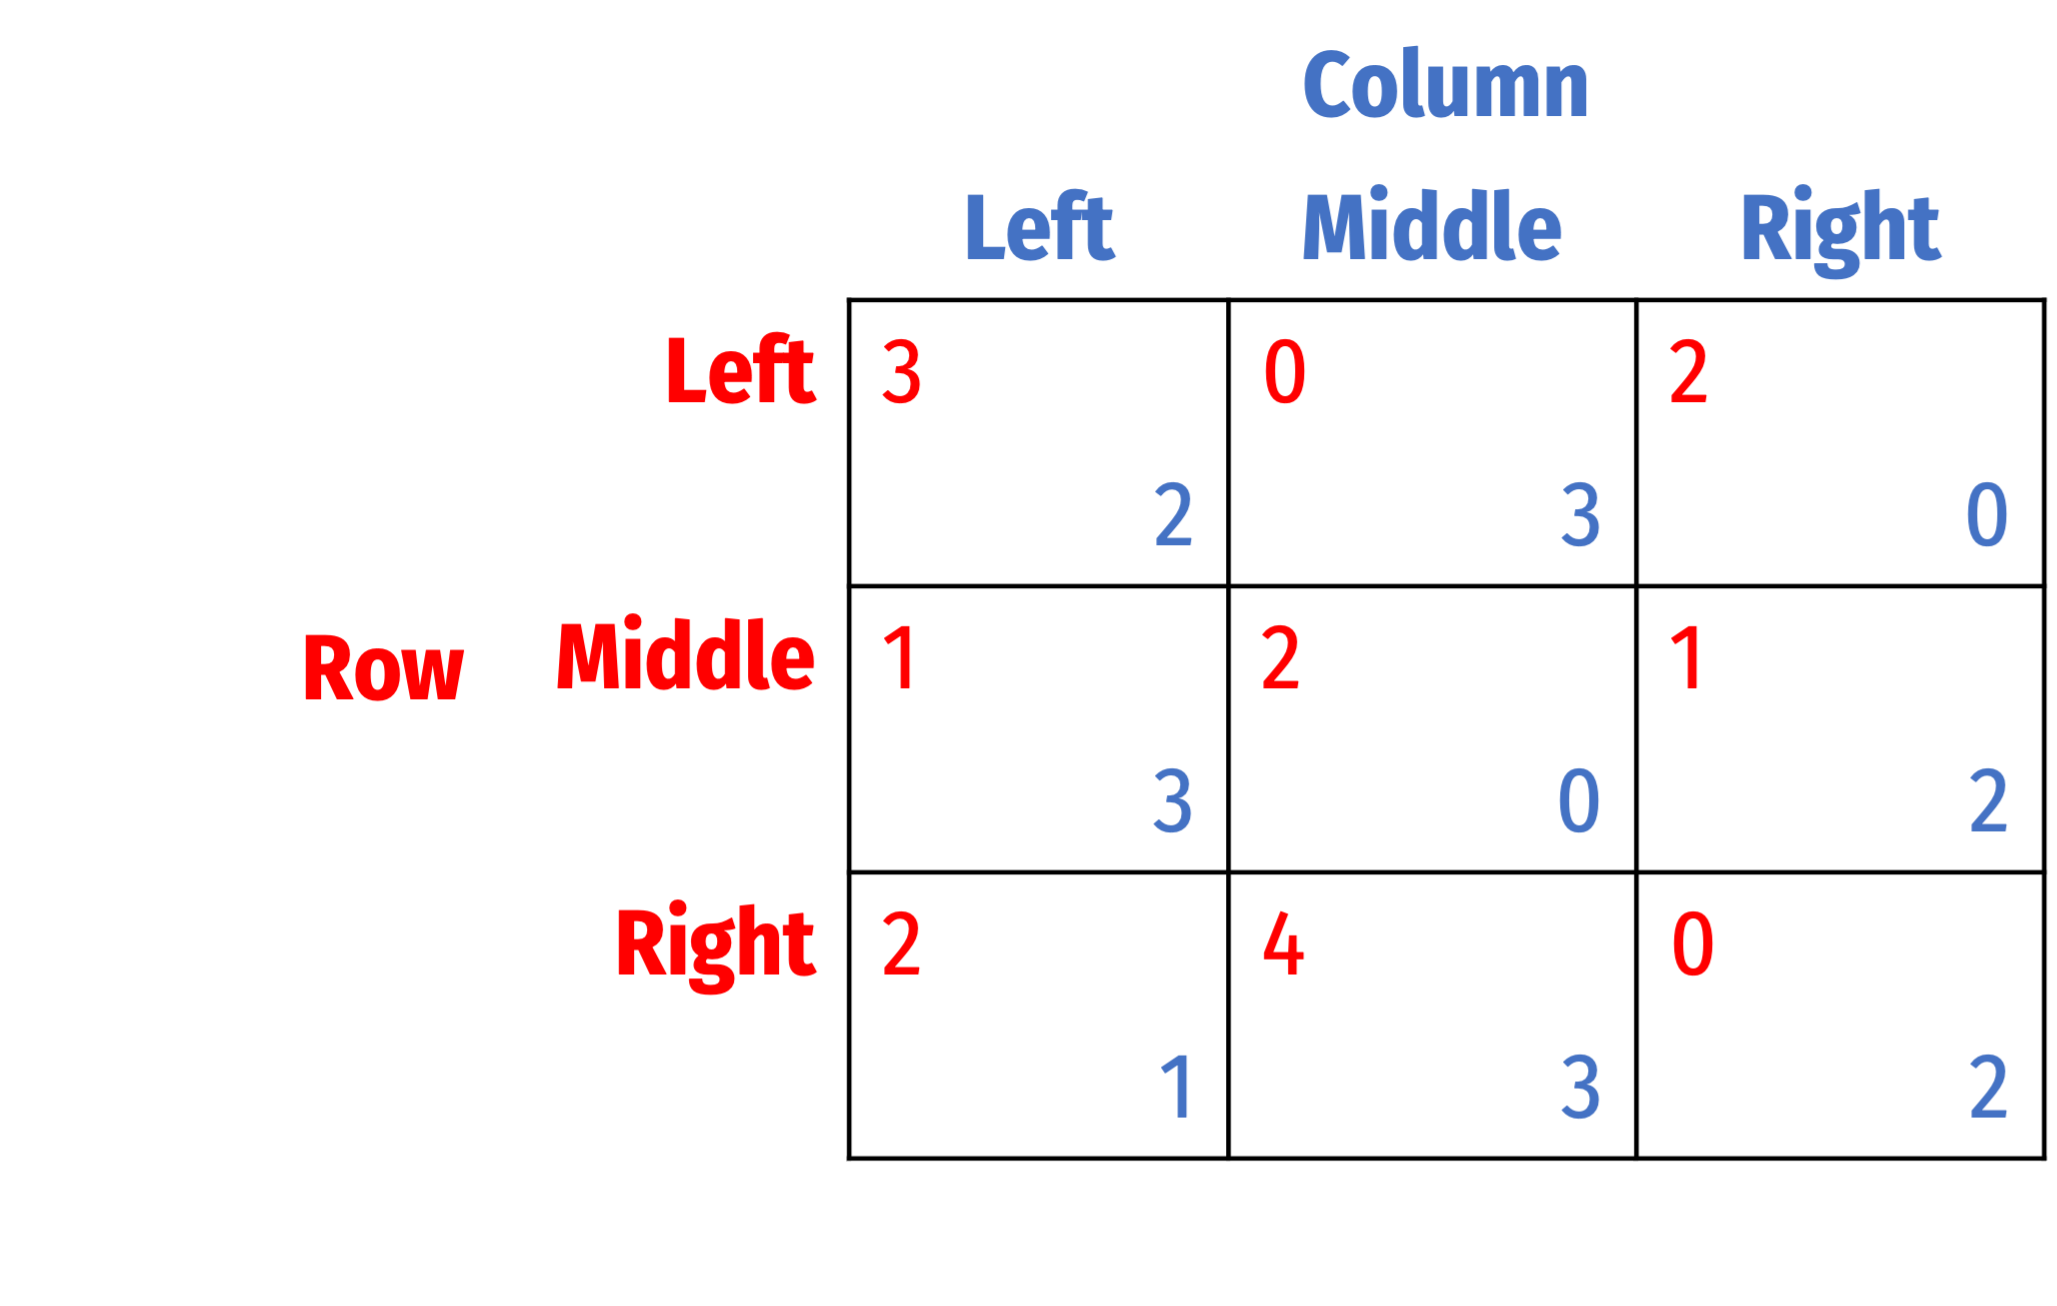 Column
Left Middle Right
Left 3 0 2
2 3 0
Row Middle 1 2 1
3 0 2
Right 2 4 0
1 3 2